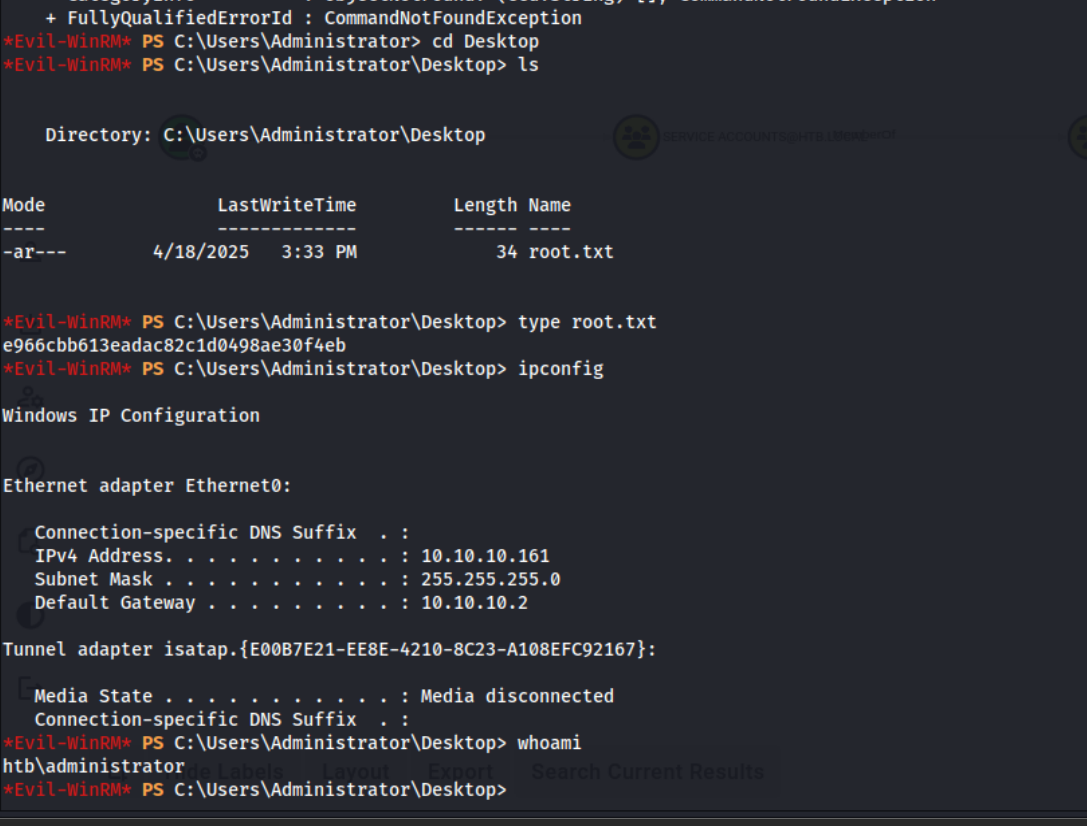 + FullyQualifiedErrorId : CommandNotFoundException
*Evil-WinRM* PS C:\Users\Administrator> cd Desktop
*Evil-WinRM* PS C:\Users\Administrator\Desktop> ls
Directory: C:\Users\Administrator\Desktop
SERVICE ACCOUNTS@HTB.LOCAL
Mode LastWriteTime Length Name
---- ------------- ------ ----
-ar--- 4/18/2025 3:33 PM 34 root.txt
*Evil-WinRM* PS C:\Users\Administrator\Desktop> type root.txt
e966cbb613eadac82c1d0498ae30f4eb
*Evil-WinRM* PS C:\Users\Administrator\Desktop> ipconfig
Windows IP Configuration
Ethernet adapter Ethernet0:
Connection-specific DNS Suffix . :
IPv4 Address. . . . . . . . . . . : 10.10.10.161
Subnet Mask . . . . . . . . . . . : 255.255.255.0
Default Gateway . . . . . . . . . : 10.10.10.2
Tunnel adapter isatap.{E00B7E21-EE8E-4210-8C23-A108EFC92167}:
Media State . . . . . . . . . . . : Media disconnected
Connection-specific DNS Suffix . :
*Evil-WinRM* PS C:\Users\Administrator\Desktop> whoami
htb\administrator
Hide Labels Layout Export Search Current Results
*Evil-WinRM* PS C:\Users\Administrator\Desktop>